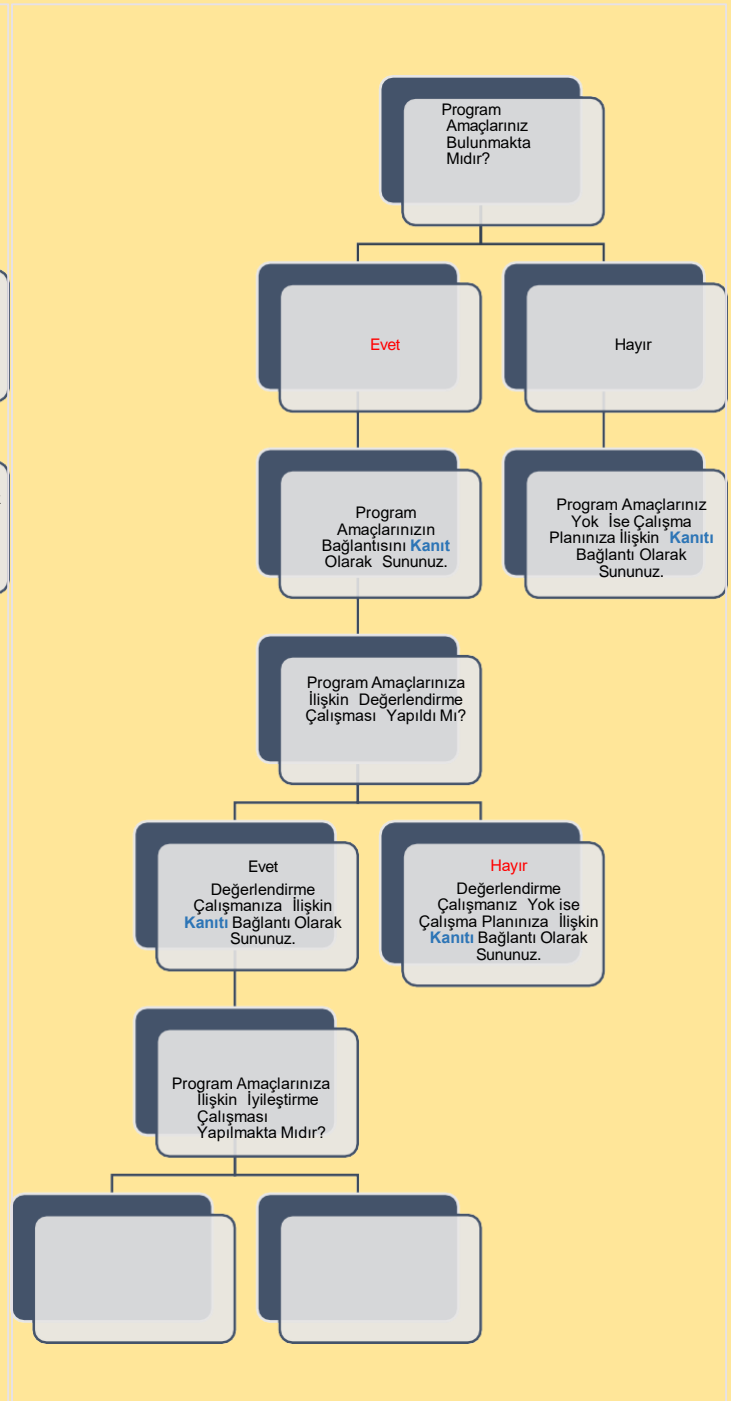 Program
Amaçlarınız
Bulunmakta
Mıdır?
Evet
Hayır
Program
Amaçlarınızın
Bağlantısını Kanıt
Olarak Sununuz.
Program Amaçlarınız
Yok İse Çalışma
Planınıza İlişkin Kanıtı
Bağlantı Olarak
Sununuz.
Program Amaçlarınıza
İlişkin Değerlendirme
Çalışması Yapıldı Mı?
Evet
Değerlendirme
Çalışmanıza İlişkin
Kanıtı Bağlantı Olarak
Sununuz.
Hayır
Değerlendirme
Çalışmanız Yok ise
Çalışma Planınıza İlişkin
Kanıtı Bağlantı Olarak
Sununuz.
Program Amaçlarınıza
İlişkin İyileştirme
Çalışması
Yapılmakta Mıdır?